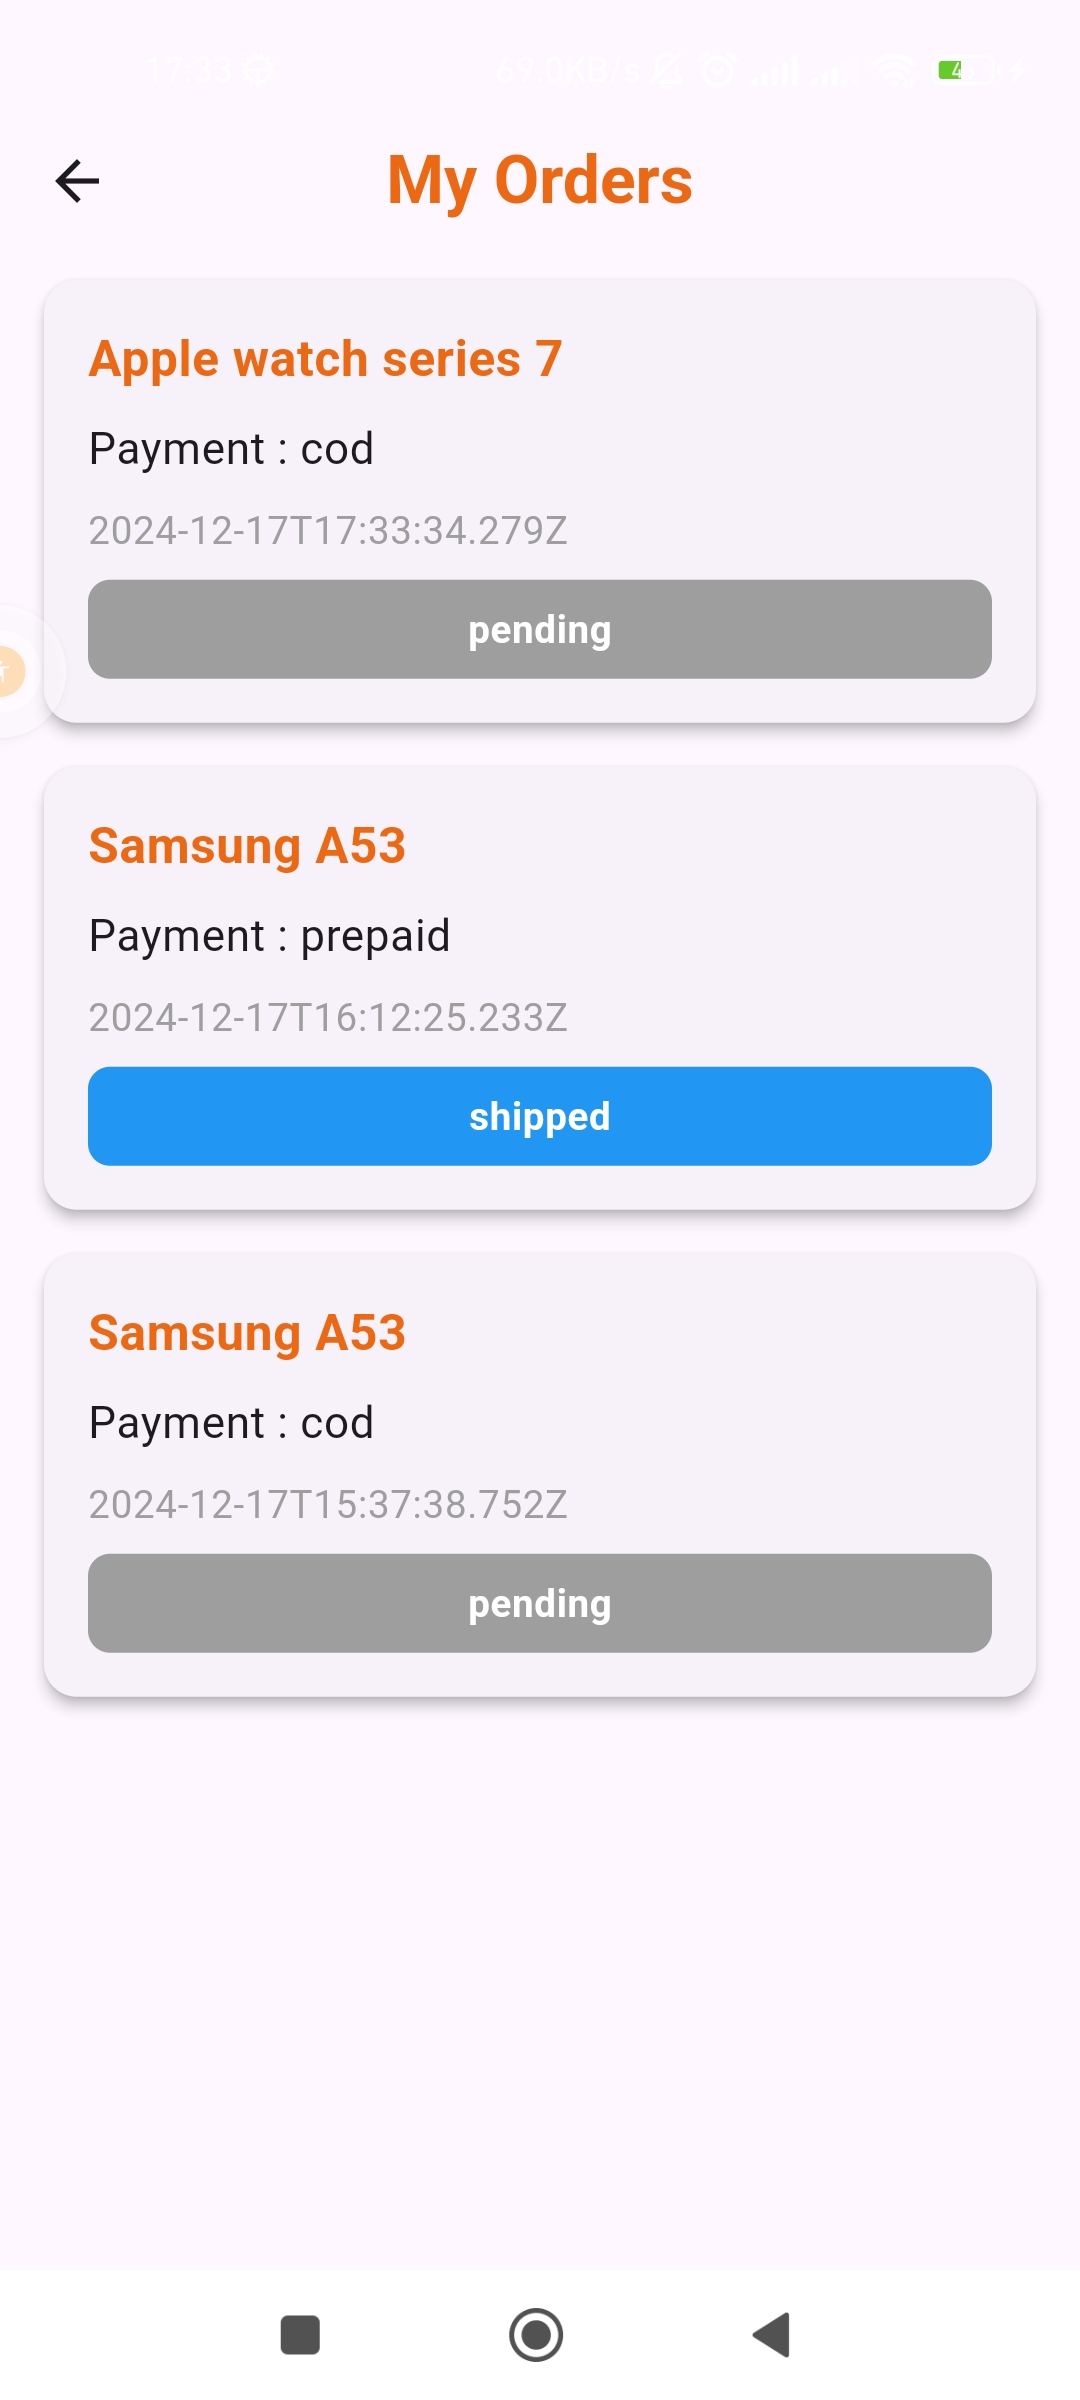 17:33
69.0KB/s
My Orders
Apple watch series 7
Payment : cod
2024-12-17T17:33:34.279Z
pending
Samsung A53
Payment : prepaid
2024-12-17T16:12:25.233Z
shipped
Samsung A53
Payment : cod
2024-12-17T15:37:38.752Z
pending